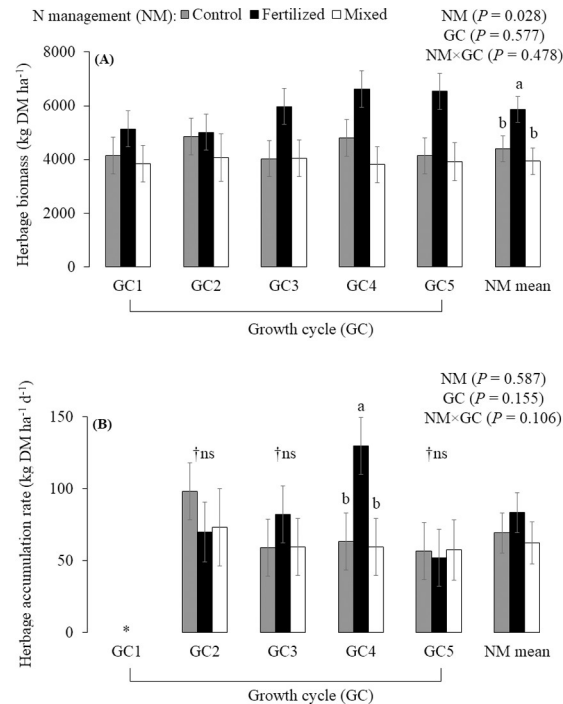 N management (NM): Control Fertilized Mixed
NM (P = 0.028)
GC (P = 0.577)
NM×GC (P = 0.478)
(A)
Herbage biomass
(kg DM ha⁻¹)
8000
6000
4000
2000
0
b a b
GC1 GC2 GC3 GC4 GC5 NM mean
Growth cycle (GC)
NM (P = 0.587)
GC (P = 0.155)
NM×GC (P = 0.106)
(B)
Herbage accumulation rate (kg DM ha⁻¹ d⁻¹)
150
100
50
0
*
†ns †ns b a b †ns
GC1 GC2 GC3 GC4 GC5 NM mean
Growth cycle (GC)